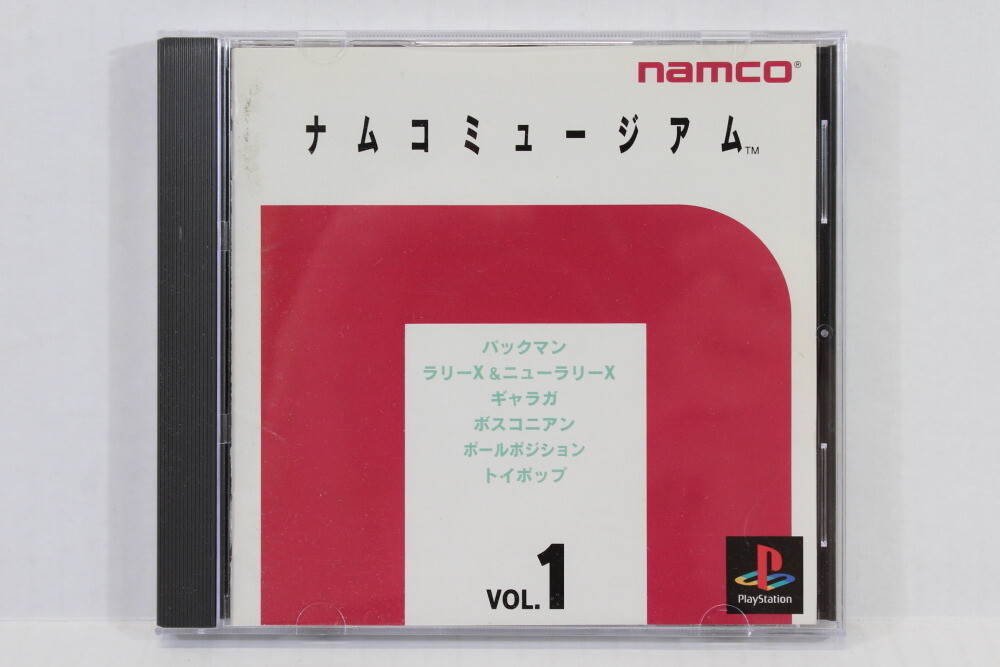 namco®
ナムコミュージアム™
パックマン
ラリーX&ニューラリーX
ギャラガ
ボスコニアン
ポールポジション
トイポップ
VOL.1
PlayStation